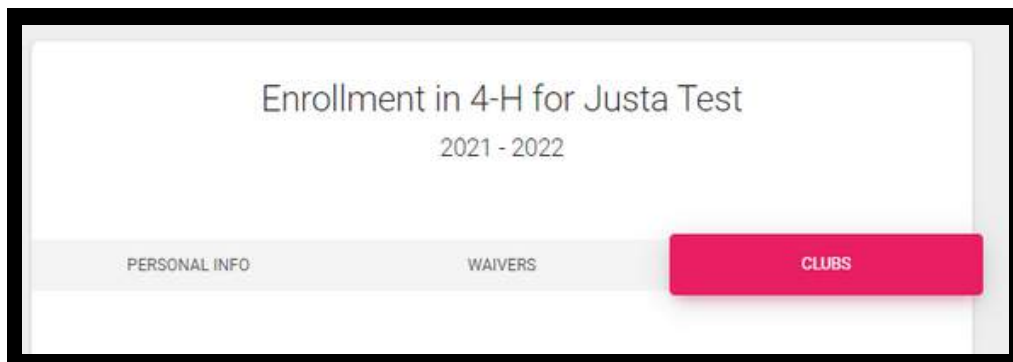 Enrollment in 4-H for Justa Test
2021 - 2022
PERSONAL INFO WAIVERS CLUBS